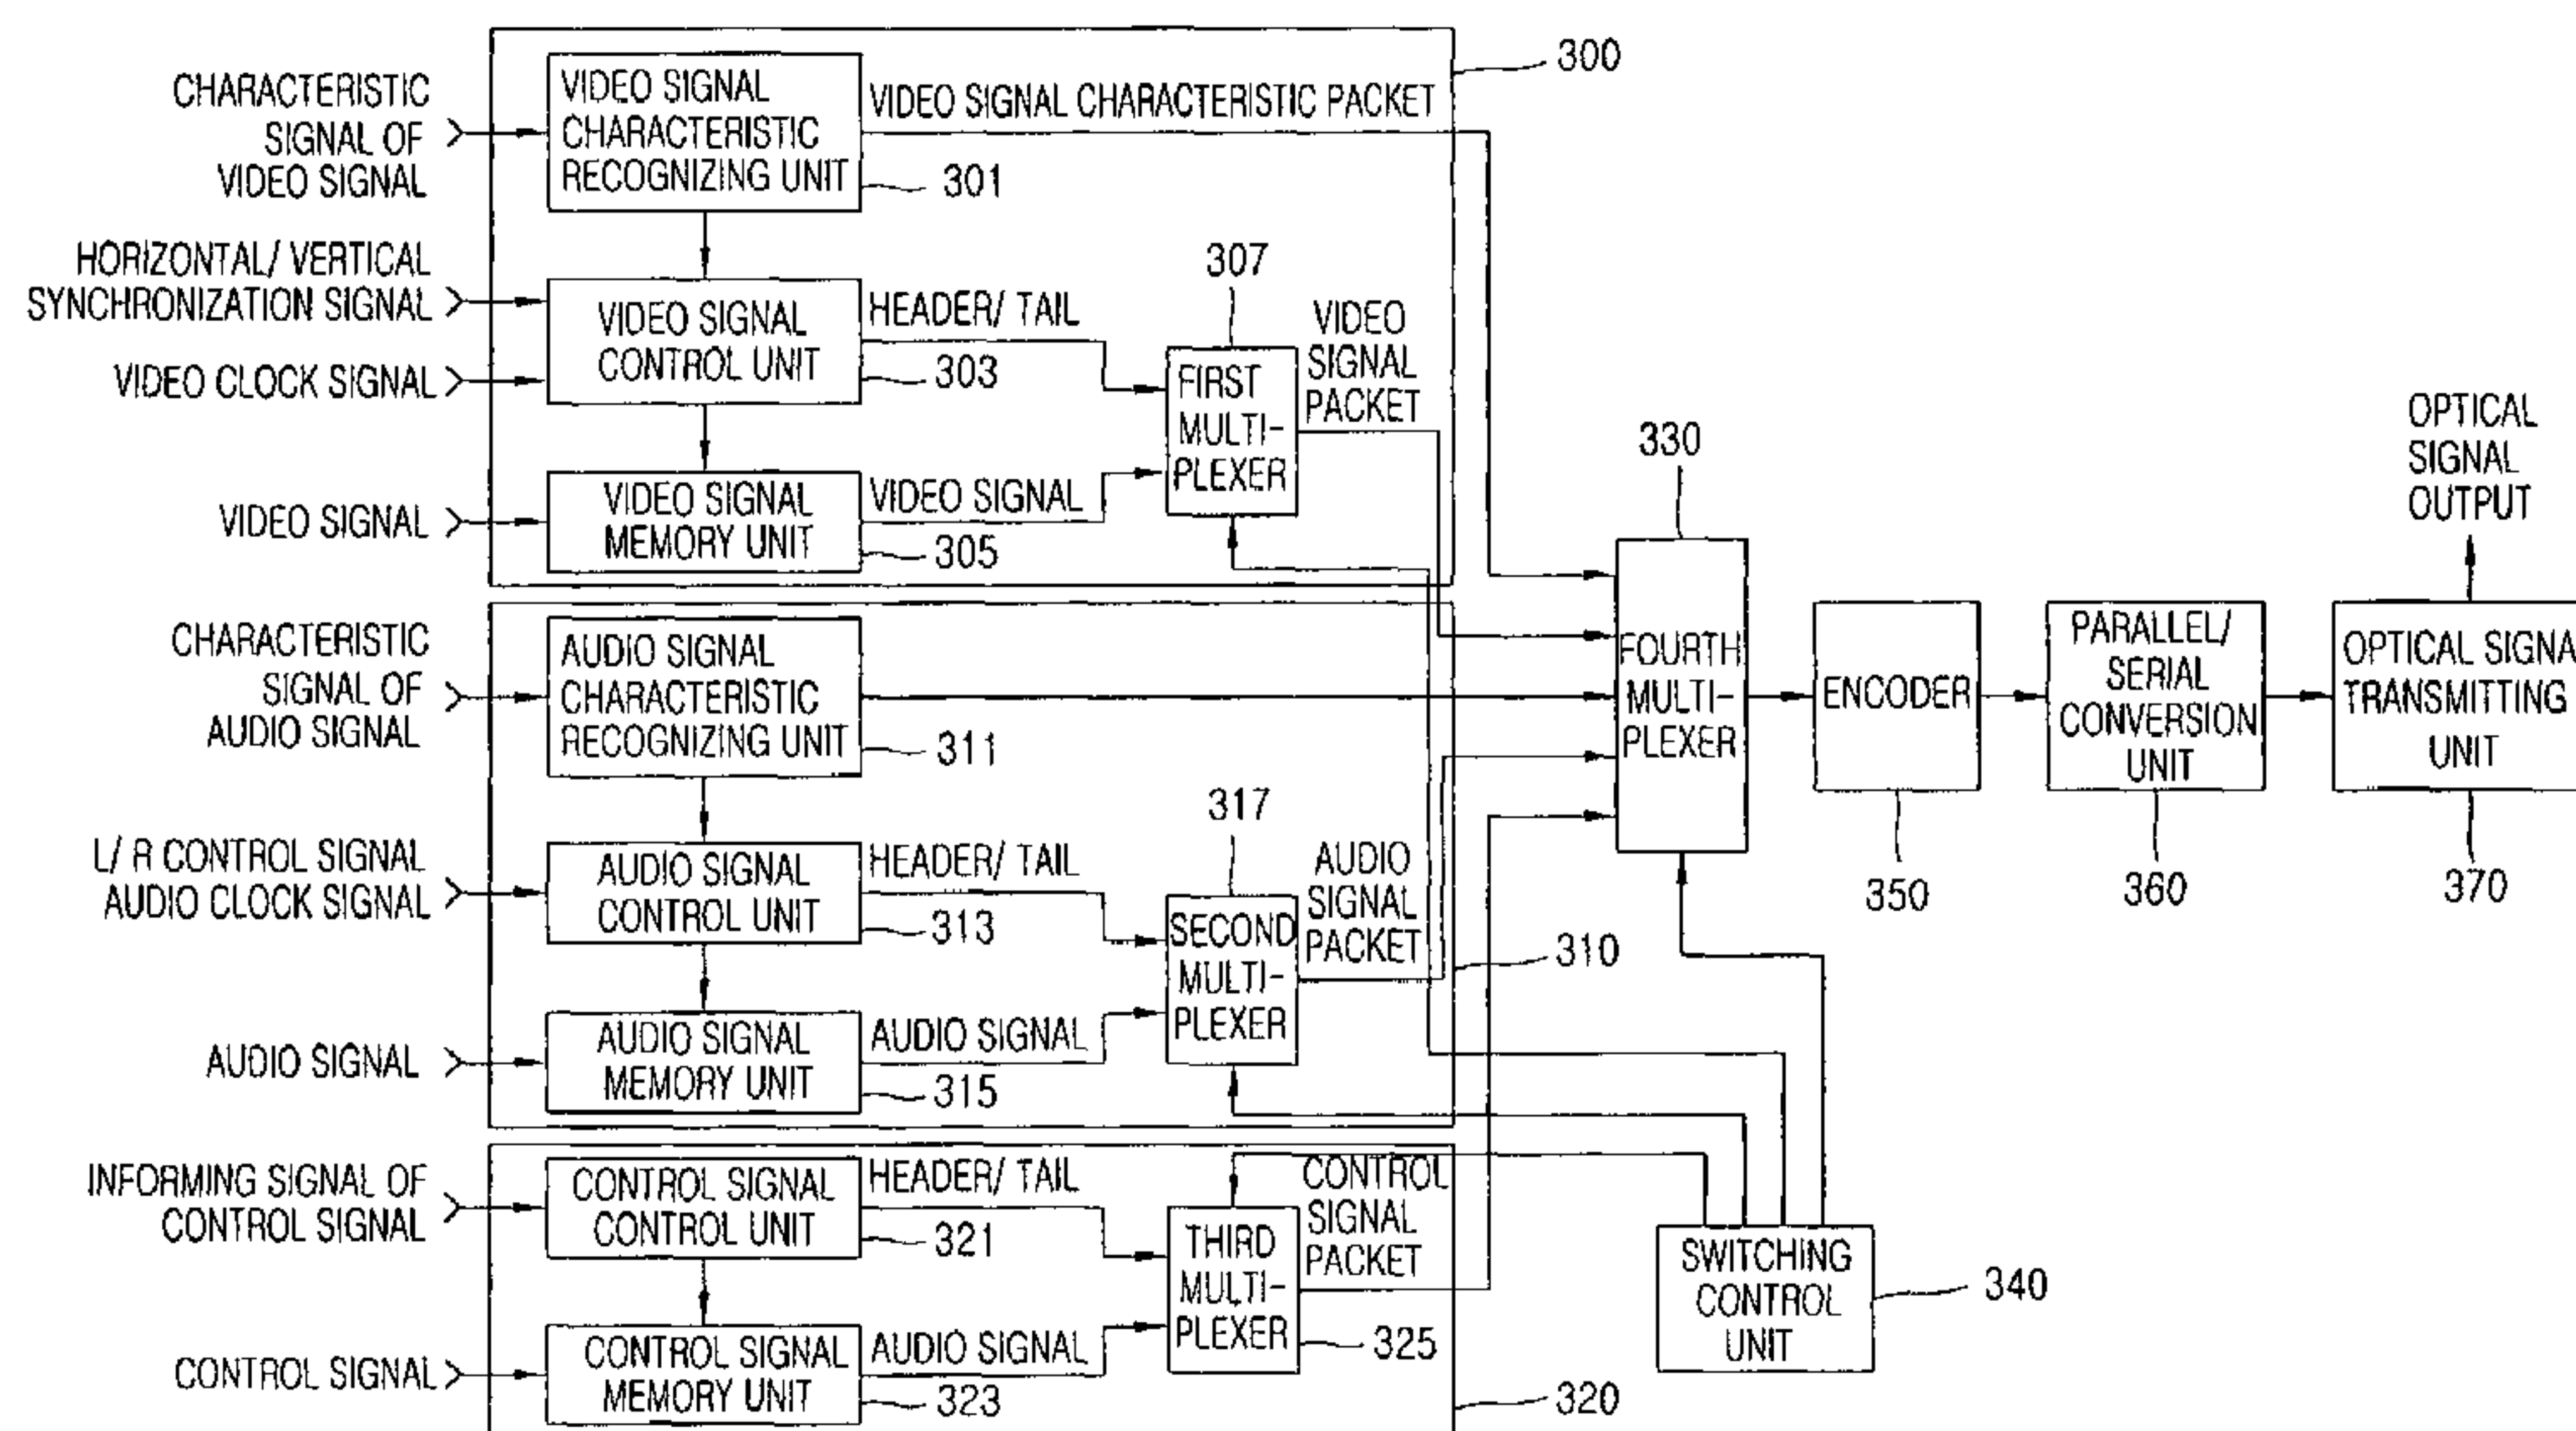 CHARACTERISTIC
SIGNAL OF
VIDEO SIGNAL
HORIZONTAL/ VERTICAL
SYNCHRONIZATION SIGNAL
VIDEO CLOCK SIGNAL
VIDEO SIGNAL
VIDEO SIGNAL
CHARACTERISTIC
RECOGNIZING UNIT
301
VIDEO SIGNAL CHARACTERISTIC PACKET
300
VIDEO SIGNAL
CONTROL UNIT
303
HEADER/ TAIL
VIDEO SIGNAL
MEMORY UNIT
305
VIDEO SIGNAL
307
FIRST
MULTI-
PLEXER
VIDEO
SIGNAL
PACKET
CHARACTERISTIC
SIGNAL OF
AUDIO SIGNAL
L/ R CONTROL SIGNAL
AUDIO CLOCK SIGNAL
AUDIO SIGNAL
AUDIO SIGNAL
CHARACTERISTIC
RECOGNIZING UNIT
311
AUDIO SIGNAL
CONTROL UNIT
313
HEADER/ TAIL
AUDIO SIGNAL
MEMORY UNIT
315
AUDIO SIGNAL
317
SECOND
MULTI-
PLEXER
AUDIO
SIGNAL
PACKET
310
INFORMING SIGNAL OF
CONTROL SIGNAL
CONTROL SIGNAL
CONTROL SIGNAL
CONTROL UNIT
321
HEADER/ TAIL
CONTROL SIGNAL
MEMORY UNIT
323
AUDIO SIGNAL
THIRD
MULTI-
PLEXER
325
CONTROL
SIGNAL
PACKET
320
330
FOURTH
MULTI-
PLEXER
SWITCHING
CONTROL
UNIT
340
ENCODER
350
PARALLEL/
SERIAL
CONVERSION
UNIT
360
OPTICAL
SIGNAL
OUTPUT
OPTICAL SIGNA
TRANSMITTING
UNIT
370